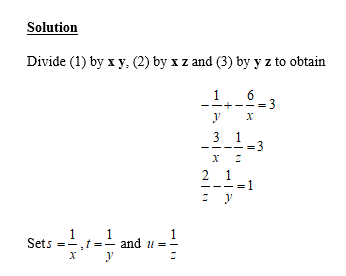 Solution
Divide (1) by x y, (2) by x z and (3) by y z to obtain
-1/y + -6/x = 3
-3/x - 1/z = 3
2/z - 1/y = 1
Set s = 1/x, t = 1/y and u = 1/z